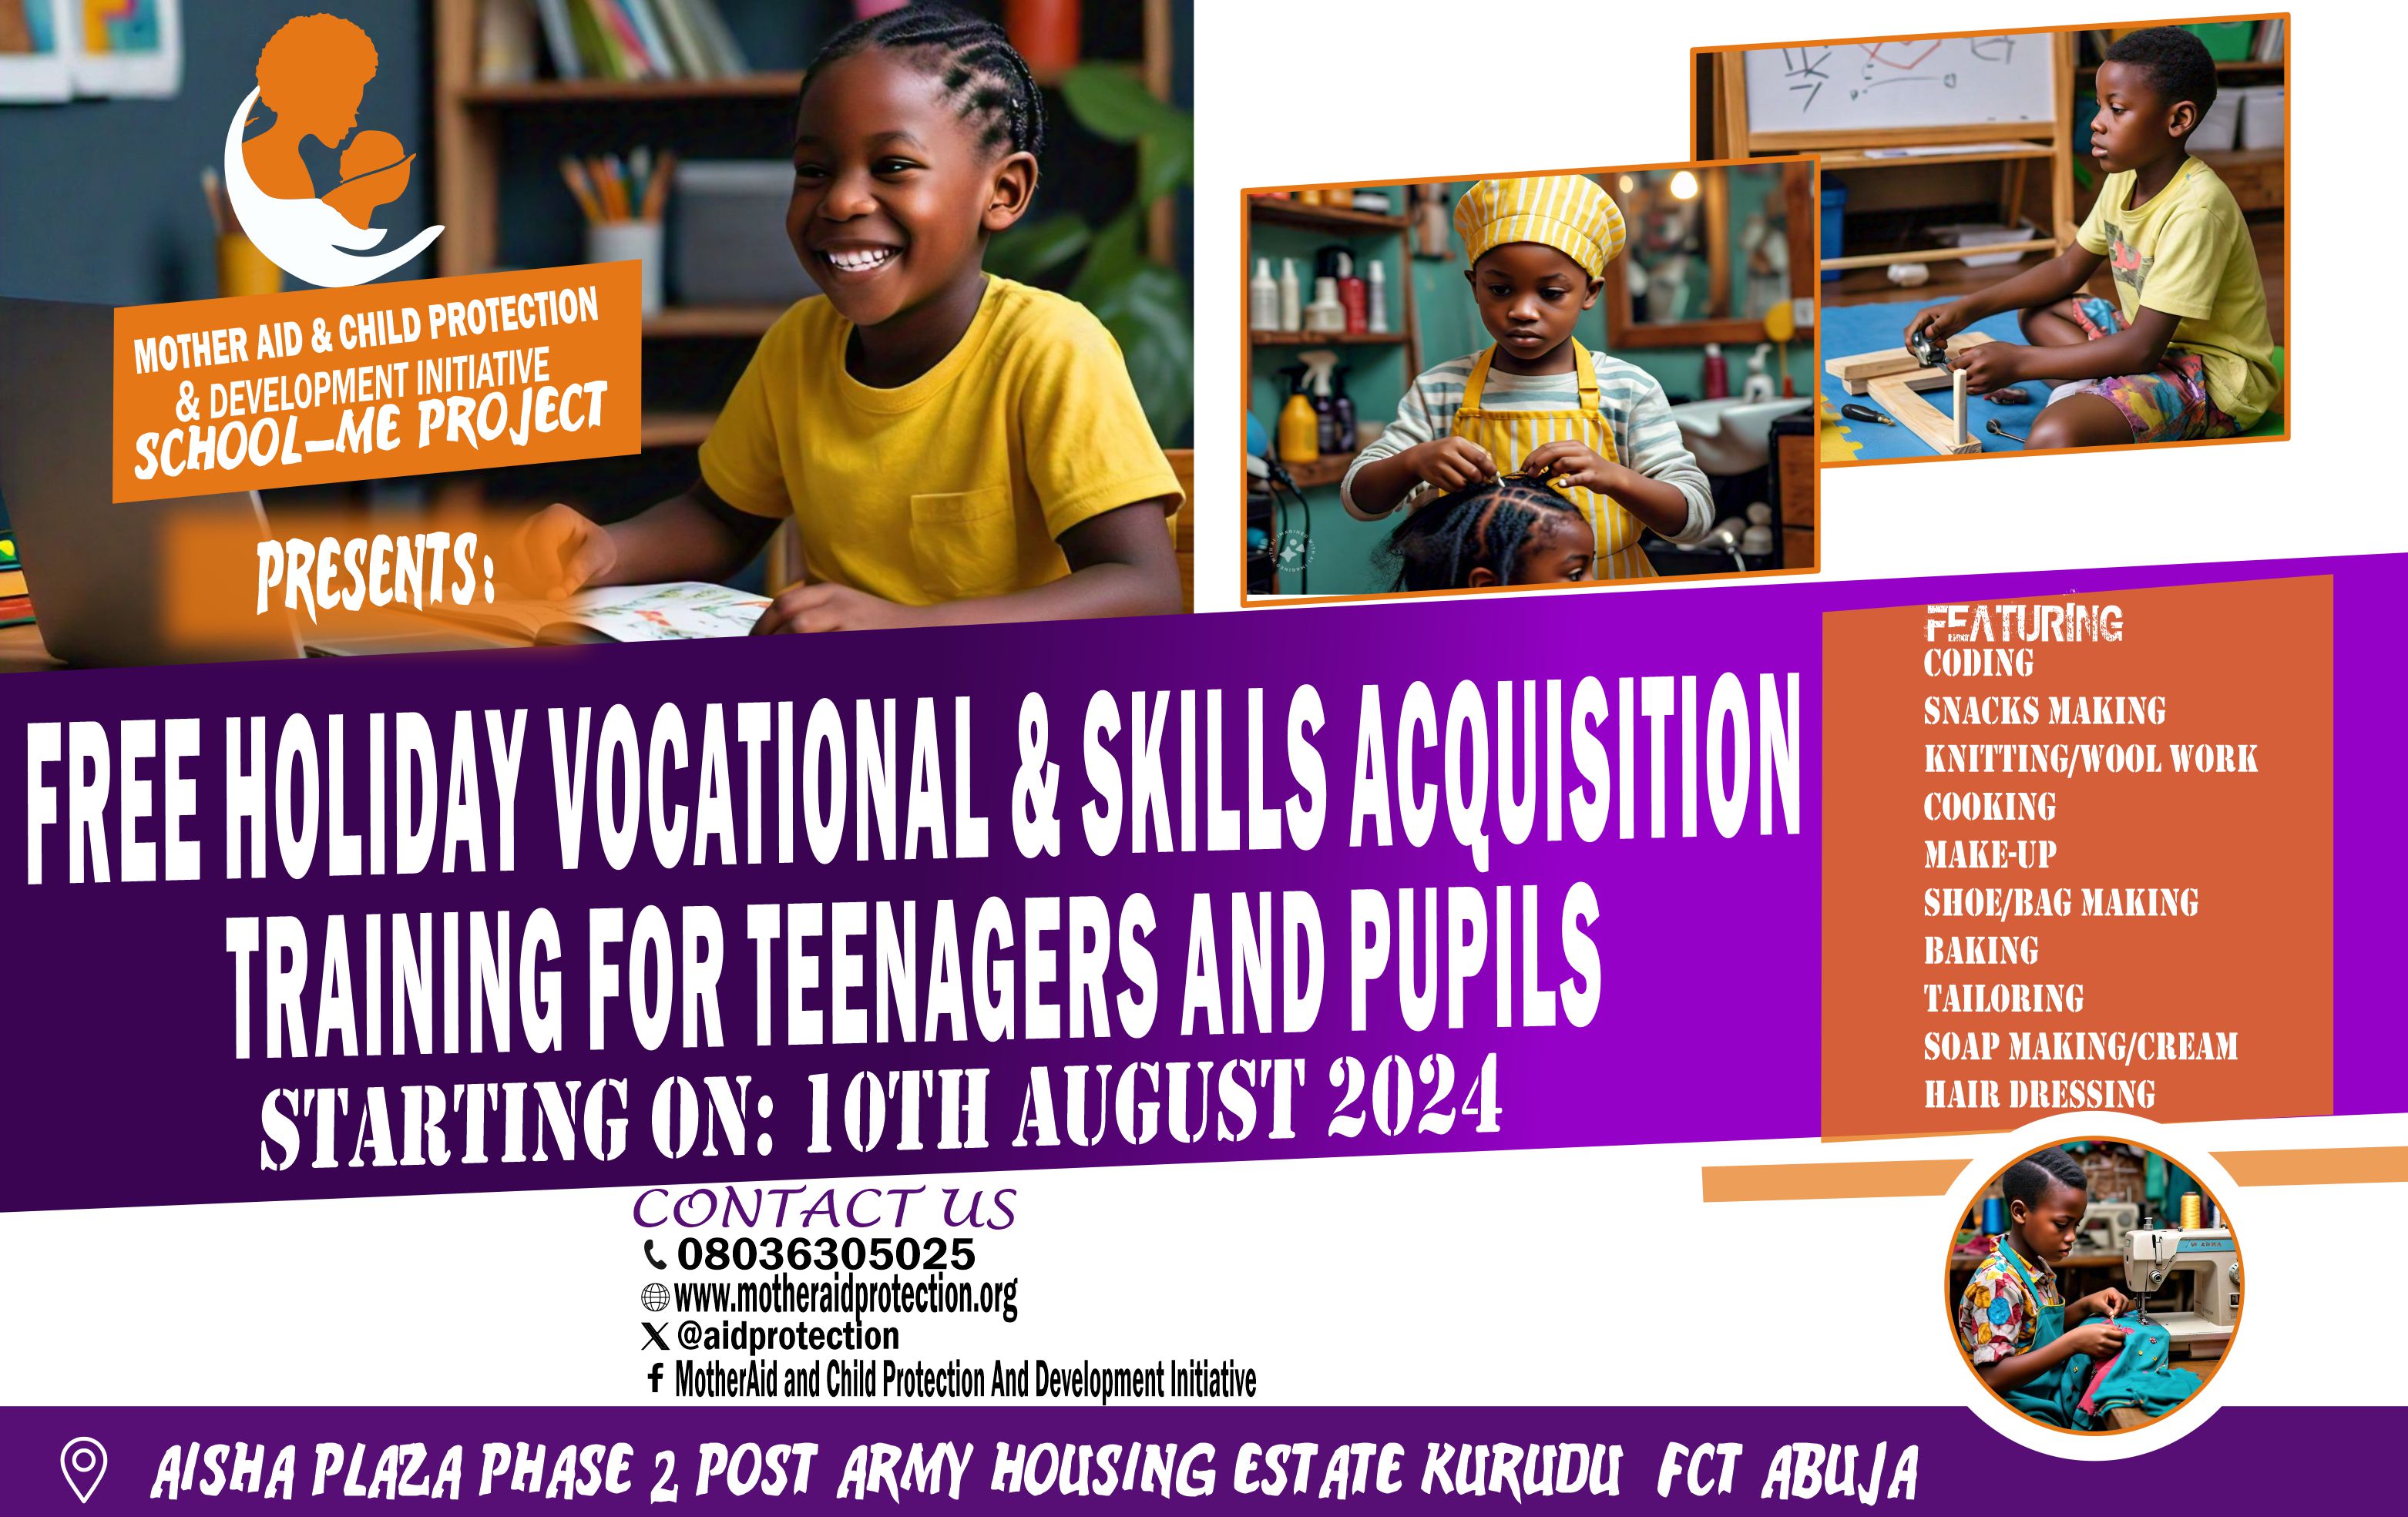 MOTHER AID & CHILD PROTECTION
& DEVELOPMENT INITIATIVE
SCHOOL-ME PROJECT
PRESENTS:
FREE HOLIDAY VOCATIONAL & SKILLS ACQUISITION
TRAINING FOR TEENAGERS AND PUPILS
STARTING ON: 10TH AUGUST 2024
FEATURING
CODING
SNACKS MAKING
KNITTING/WOOL WORK
COOKING
MAKE-UP
SHOE/BAG MAKING
BAKING
TAILORING
SOAP MAKING/CREAM
HAIR DRESSING
CONTACT US
08036305025
www.motheraidprotection.org
@aidprotection
MotherAid and Child Protection And Development Initiative
AISHA PLAZA PHASE 2 POST ARMY HOUSING ESTATE KURUDU FCT ABUJA